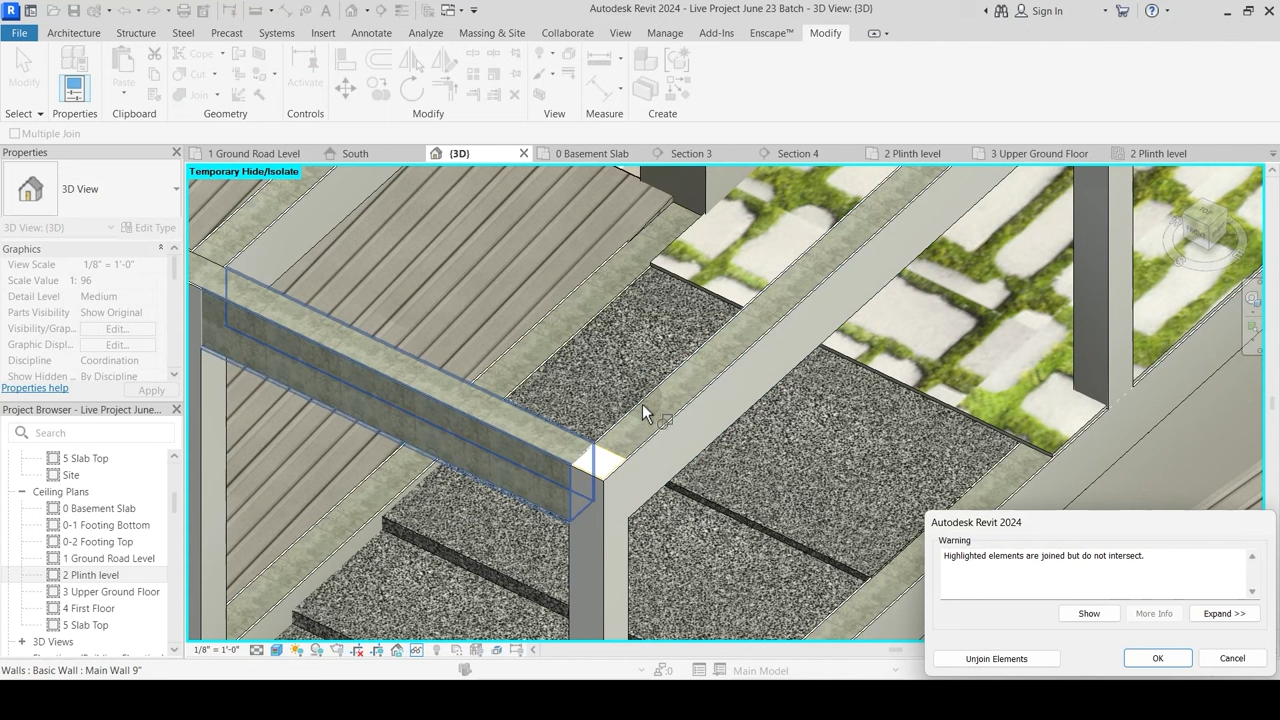 Autodesk Revit 2024 - Live Project June 23 Batch - 3D View: {3D}
Sign In
File Architecture Structure Steel Precast Systems Insert Annotate Analyze Massing & Site Collaborate View Manage Add-Ins Enscape™ Modify
Modify Paste Cope Cut Join Activate
Select Properties Clipboard Geometry Controls Modify View Measure Create
Multiple Join
Properties
1 Ground Road Level South {3D} 0 Basement Slab Section 3 Section 4 2 Plinth level 3 Upper Ground Floor 2 Plinth level
Temporary Hide/Isolate
3D View
3D View: {3D} Edit Type
Graphics
View Scale 1/8" = 1'-0"
Scale Value 1: 96
Detail Level Medium
Parts Visibility Show Original
Visibility/Grap... Edit...
Graphic Displ... Edit...
Discipline Coordination
Show Hidden ... By Discipline
Properties help Apply
Project Browser - Live Project June...
Search
5 Slab Top
Site
Ceiling Plans
0 Basement Slab
0-1 Footing Bottom
0-2 Footing Top
1 Ground Road Level
2 Plinth level
3 Upper Ground Floor
4 First Floor
5 Slab Top
3D Views
TOP
Autodesk Revit 2024
Warning
Highlighted elements are joined but do not intersect.
Show More Info Expand >>
Unjoin Elements OK Cancel
1/8" = 1'-0"
Walls : Basic Wall : Main Wall 9"
:0
Main Model